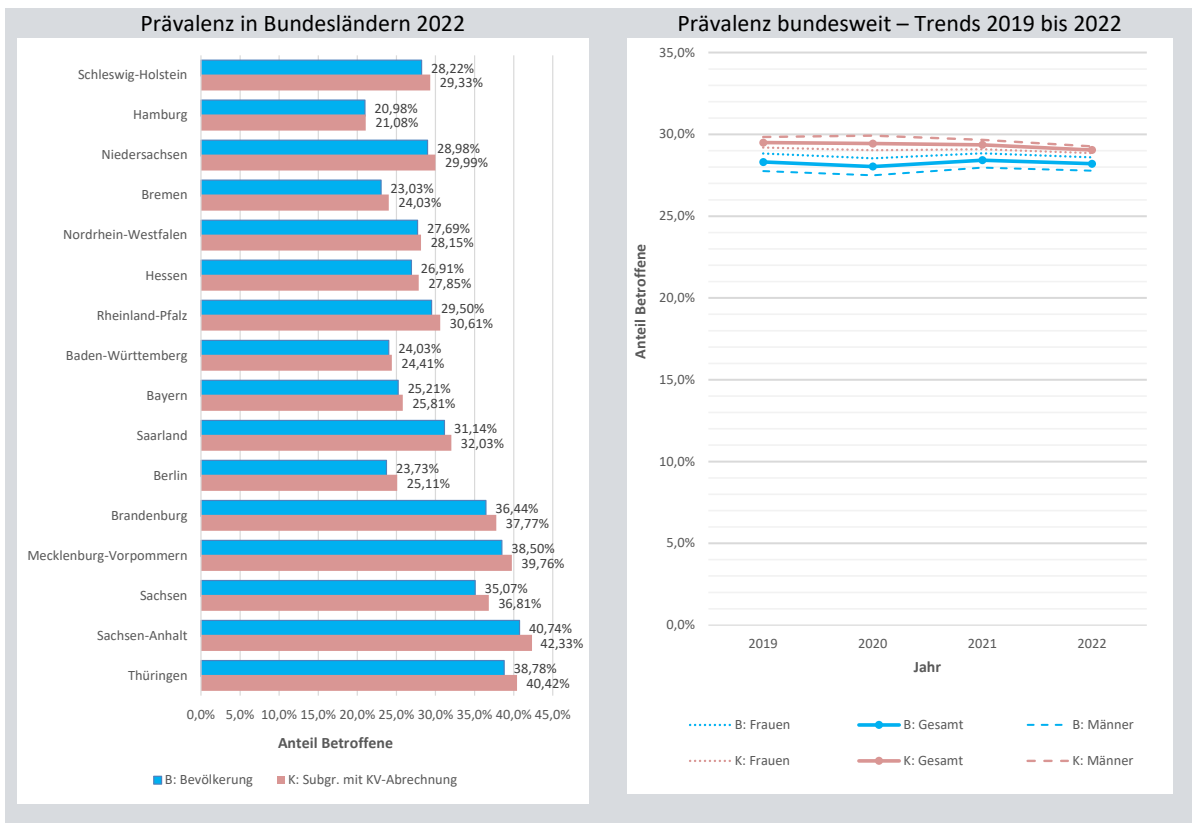 Prävalenz in Bundesländern 2022
Schleswig-Holstein
28,22%
29,33%
Hamburg
20,98%
21,08%
Niedersachsen
28,98%
29,99%
Bremen
23,03%
24,03%
Nordrhein-Westfalen
27,69%
28,15%
Hessen
26,91%
27,85%
Rheinland-Pfalz
29,50%
30,61%
Baden-Württemberg
24,03%
24,41%
Bayern
25,21%
25,81%
Saarland
31,14%
32,03%
Berlin
23,73%
25,11%
Brandenburg
36,44%
37,77%
Mecklenburg-Vorpommern
38,50%
39,76%
Sachsen
35,07%
36,81%
Sachsen-Anhalt
40,74%
42,33%
Thüringen
38,78%
40,42%
0,0% 5,0% 10,0% 15,0% 20,0% 25,0% 30,0% 35,0% 40,0% 45,0%
Anteil Betroffene
B: Bevölkerung K: Subgr. mit KV-Abrechnung
Prävalenz bundesweit – Trends 2019 bis 2022
35,0%
30,0%
25,0%
20,0%
15,0%
10,0%
5,0%
0,0%
Anteil Betroffene
2019 2020 2021 2022
Jahr
B: Frauen B: Gesamt B: Männer
K: Frauen K: Gesamt K: Männer